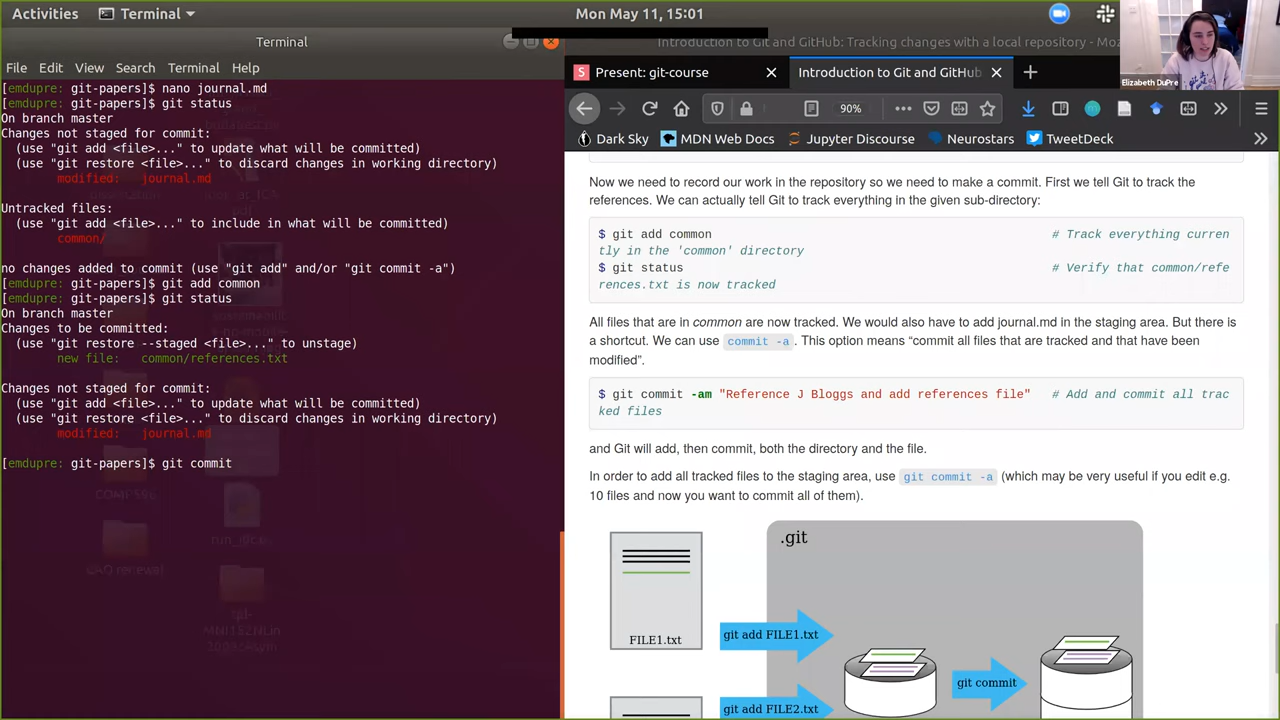 Activities
Terminal
Mon May 11, 15:01
Terminal
Introduction to Git and GitHub: Tracking changes with a local repository - Moz
Elizabeth DuPre
File Edit View Search Terminal Help
[emdupre: git-papers]$ nano journal.md
[emdupre: git-papers]$ git status
On branch master
Changes not staged for commit:
(use "git add <file>..." to update what will be committed)
(use "git restore <file>..." to discard changes in working directory)
modified: journal.md
Untracked files:
(use "git add <file>..." to include in what will be committed)
common/
no changes added to commit (use "git add" and/or "git commit -a")
[emdupre: git-papers]$ git add common
[emdupre: git-papers]$ git status
On branch master
Changes to be committed:
(use "git restore --staged <file>..." to unstage)
new file: common/references.txt
Changes not staged for commit:
(use "git add <file>..." to update what will be committed)
(use "git restore <file>..." to discard changes in working directory)
modified: journal.md
[emdupre: git-papers]$ git commit
COMP596
Present: git-course
Introduction to Git and GitHub
90%
Dark Sky
MDN Web Docs
Jupyter Discourse
Neurostars
TweetDeck
Now we need to record our work in the repository so we need to make a commit. First we tell Git to track the
references. We can actually tell Git to track everything in the given sub-directory:
$ git add common # Track everything curren
tly in the 'common' directory
$ git status # Verify that common/refe
rences.txt is now tracked
All files that are in common are now tracked. We would also have to add journal.md in the staging area. But there is
a shortcut. We can use commit -a. This option means “commit all files that are tracked and that have been
modified”.
$ git commit -am "Reference J Bloggs and add references file" # Add and commit all trac
ked files
and Git will add, then commit, both the directory and the file.
In order to add all tracked files to the staging area, use git commit -a (which may be very useful if you edit e.g.
10 files and now you want to commit all of them).
.git
FILE1.txt
git add FILE1.txt
git commit
git add FILE2.txt